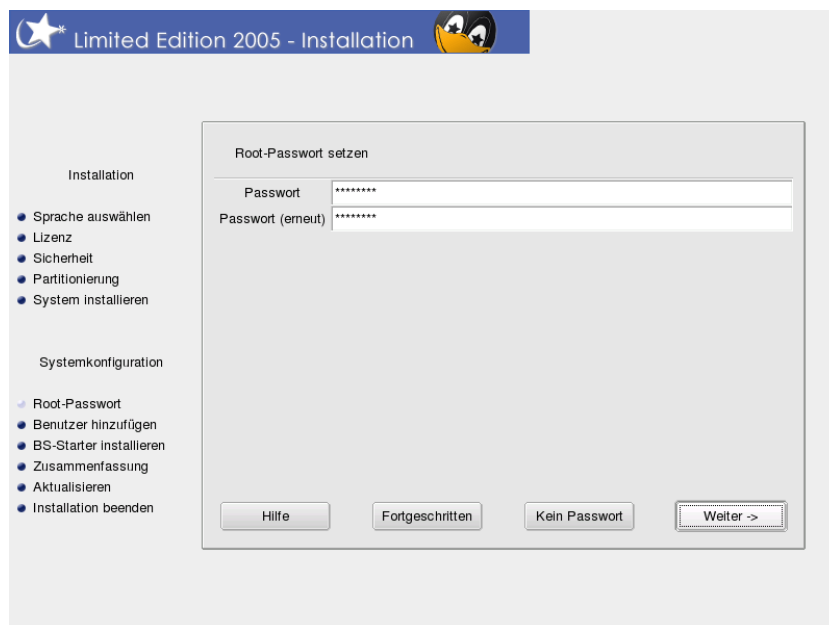 Limited Edition 2005 - Installation
Installation
Sprache auswählen
Lizenz
Sicherheit
Partitionierung
System installieren
Systemkonfiguration
Root-Passwort
Benutzer hinzufügen
BS-Starter installieren
Zusammenfassung
Aktualisieren
Installation beenden
Root-Passwort setzen
Passwort ********
Passwort (erneut) ********
Hilfe Fortgeschritten Kein Passwort Weiter ->